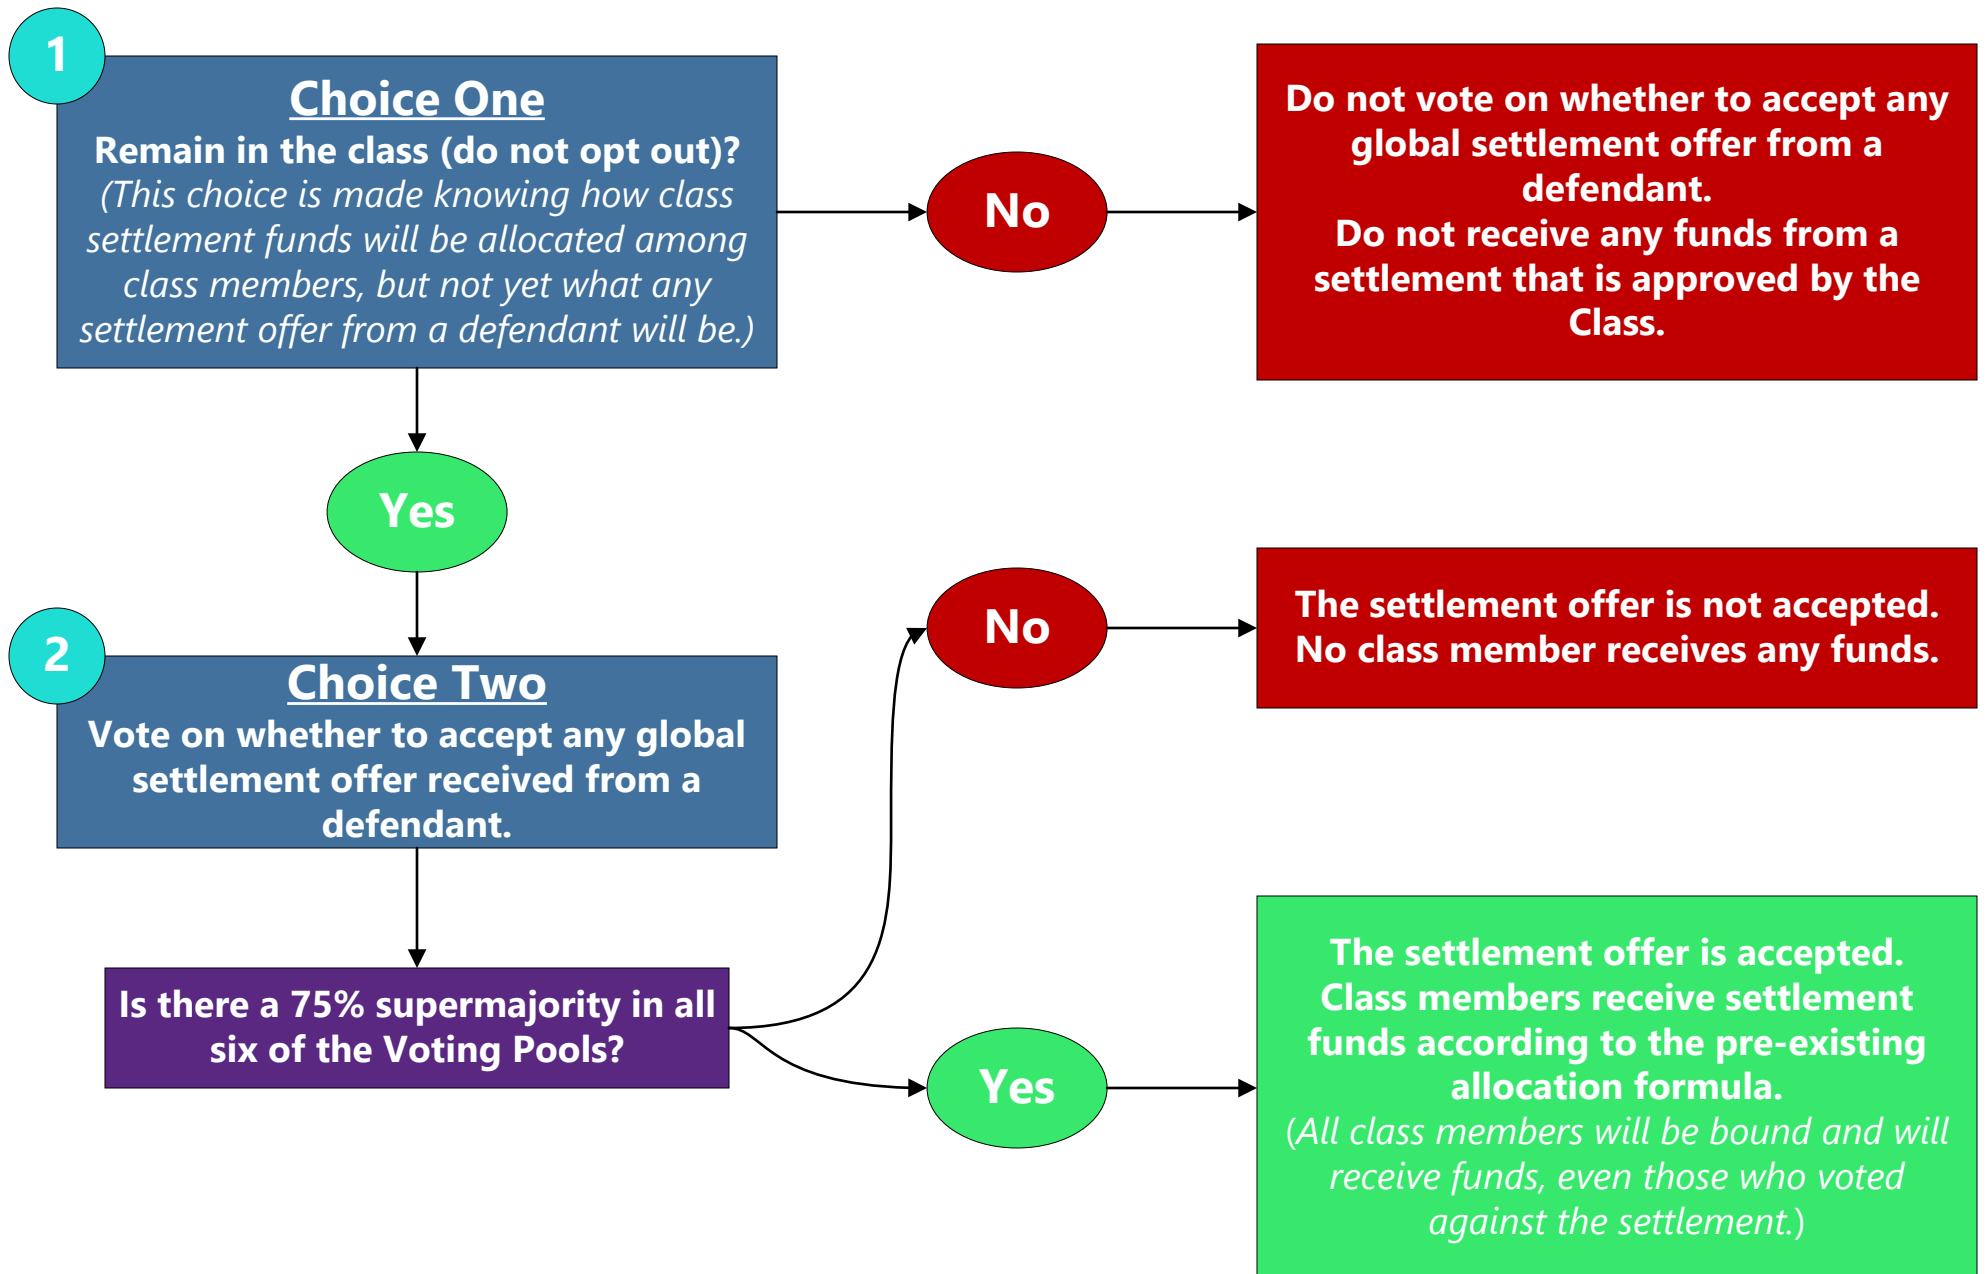 1
Choice One
Remain in the class (do not opt out)?
(This choice is made knowing how class
settlement funds will be allocated among
class members, but not yet what any
settlement offer from a defendant will be.)
No
Do not vote on whether to accept any
global settlement offer from a
defendant.
Do not receive any funds from a
settlement that is approved by the
Class.
Yes
2
Choice Two
Vote on whether to accept any global
settlement offer received from a
defendant.
No
The settlement offer is not accepted.
No class member receives any funds.
Is there a 75% supermajority in all
six of the Voting Pools?
Yes
The settlement offer is accepted.
Class members receive settlement
funds according to the pre-existing
allocation formula.
(All class members will be bound and will
receive funds, even those who voted
against the settlement.)